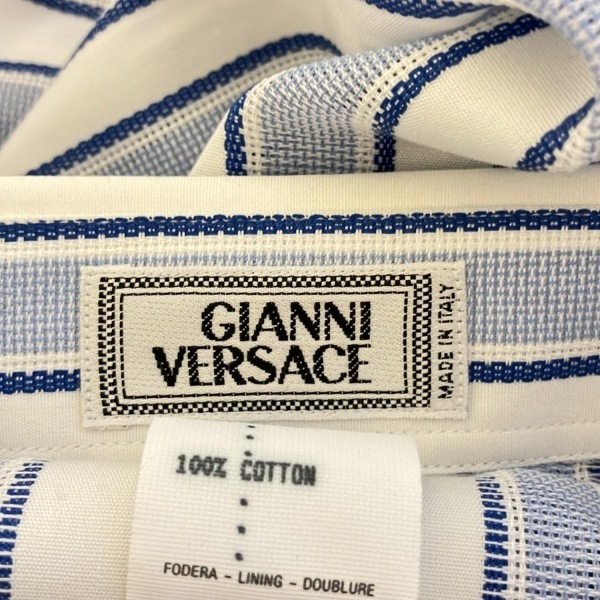 GIANNI
VERSACE
MADE IN ITALY
100% COTTON
FODERA - LINING - DOUBLURE